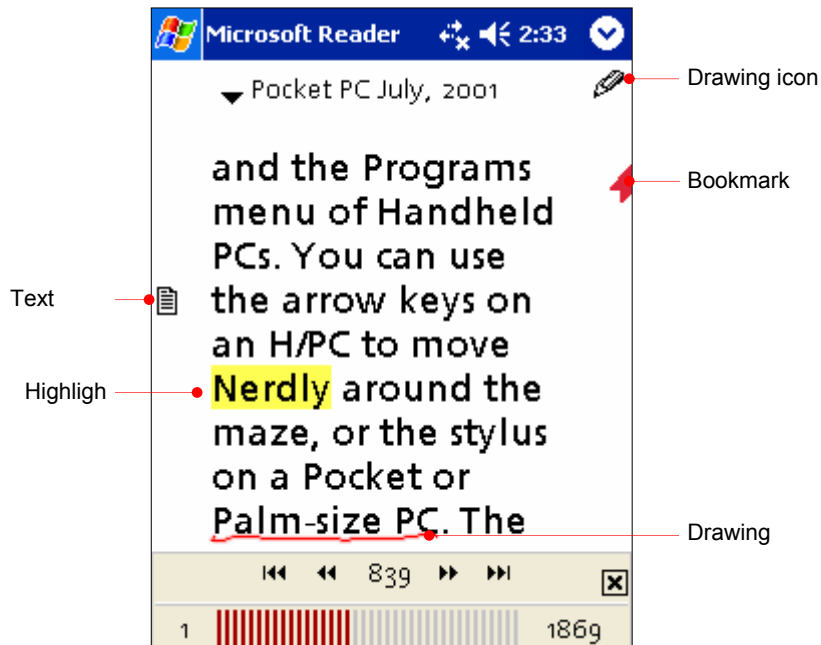 Microsoft Reader 2:33
Pocket PC July, 2001
Drawing icon
and the Programs
menu of Handheld
Bookmark
PCs. You can use
Text
the arrow keys on
an H/PC to move
Highligh
Nerdly around the
maze, or the stylus
on a Pocket or
Palm-size PC. The
Drawing
839
1 1869